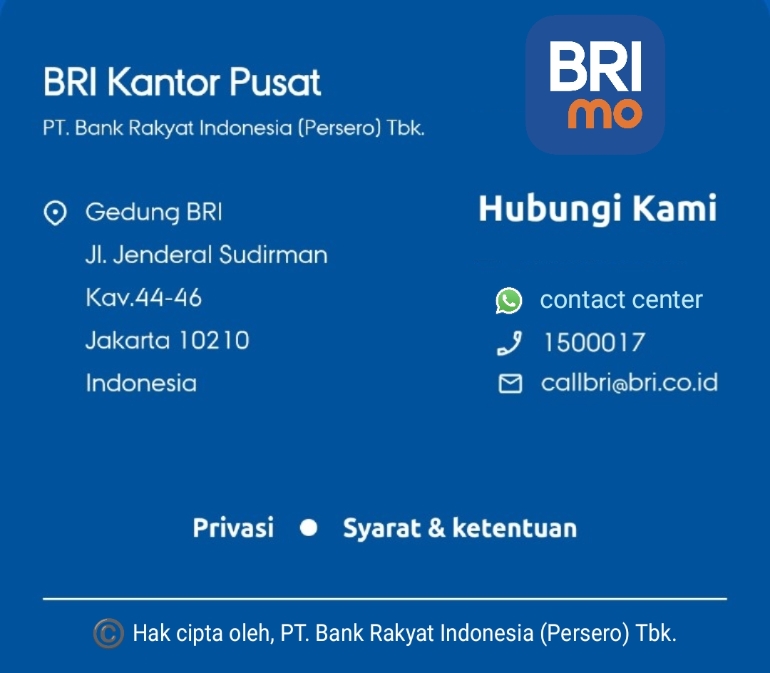 BRI Kantor Pusat
PT. Bank Rakyat Indonesia (Persero) Tbk.
Gedung BRI
Jl. Jenderal Sudirman
Kav.44-46
Jakarta 10210
Indonesia
BRI
mo
Hubungi Kami
contact center
1500017
callbri@bri.co.id
Privasi ● Syarat & ketentuan
© Hak cipta oleh, PT. Bank Rakyat Indonesia (Persero) Tbk.